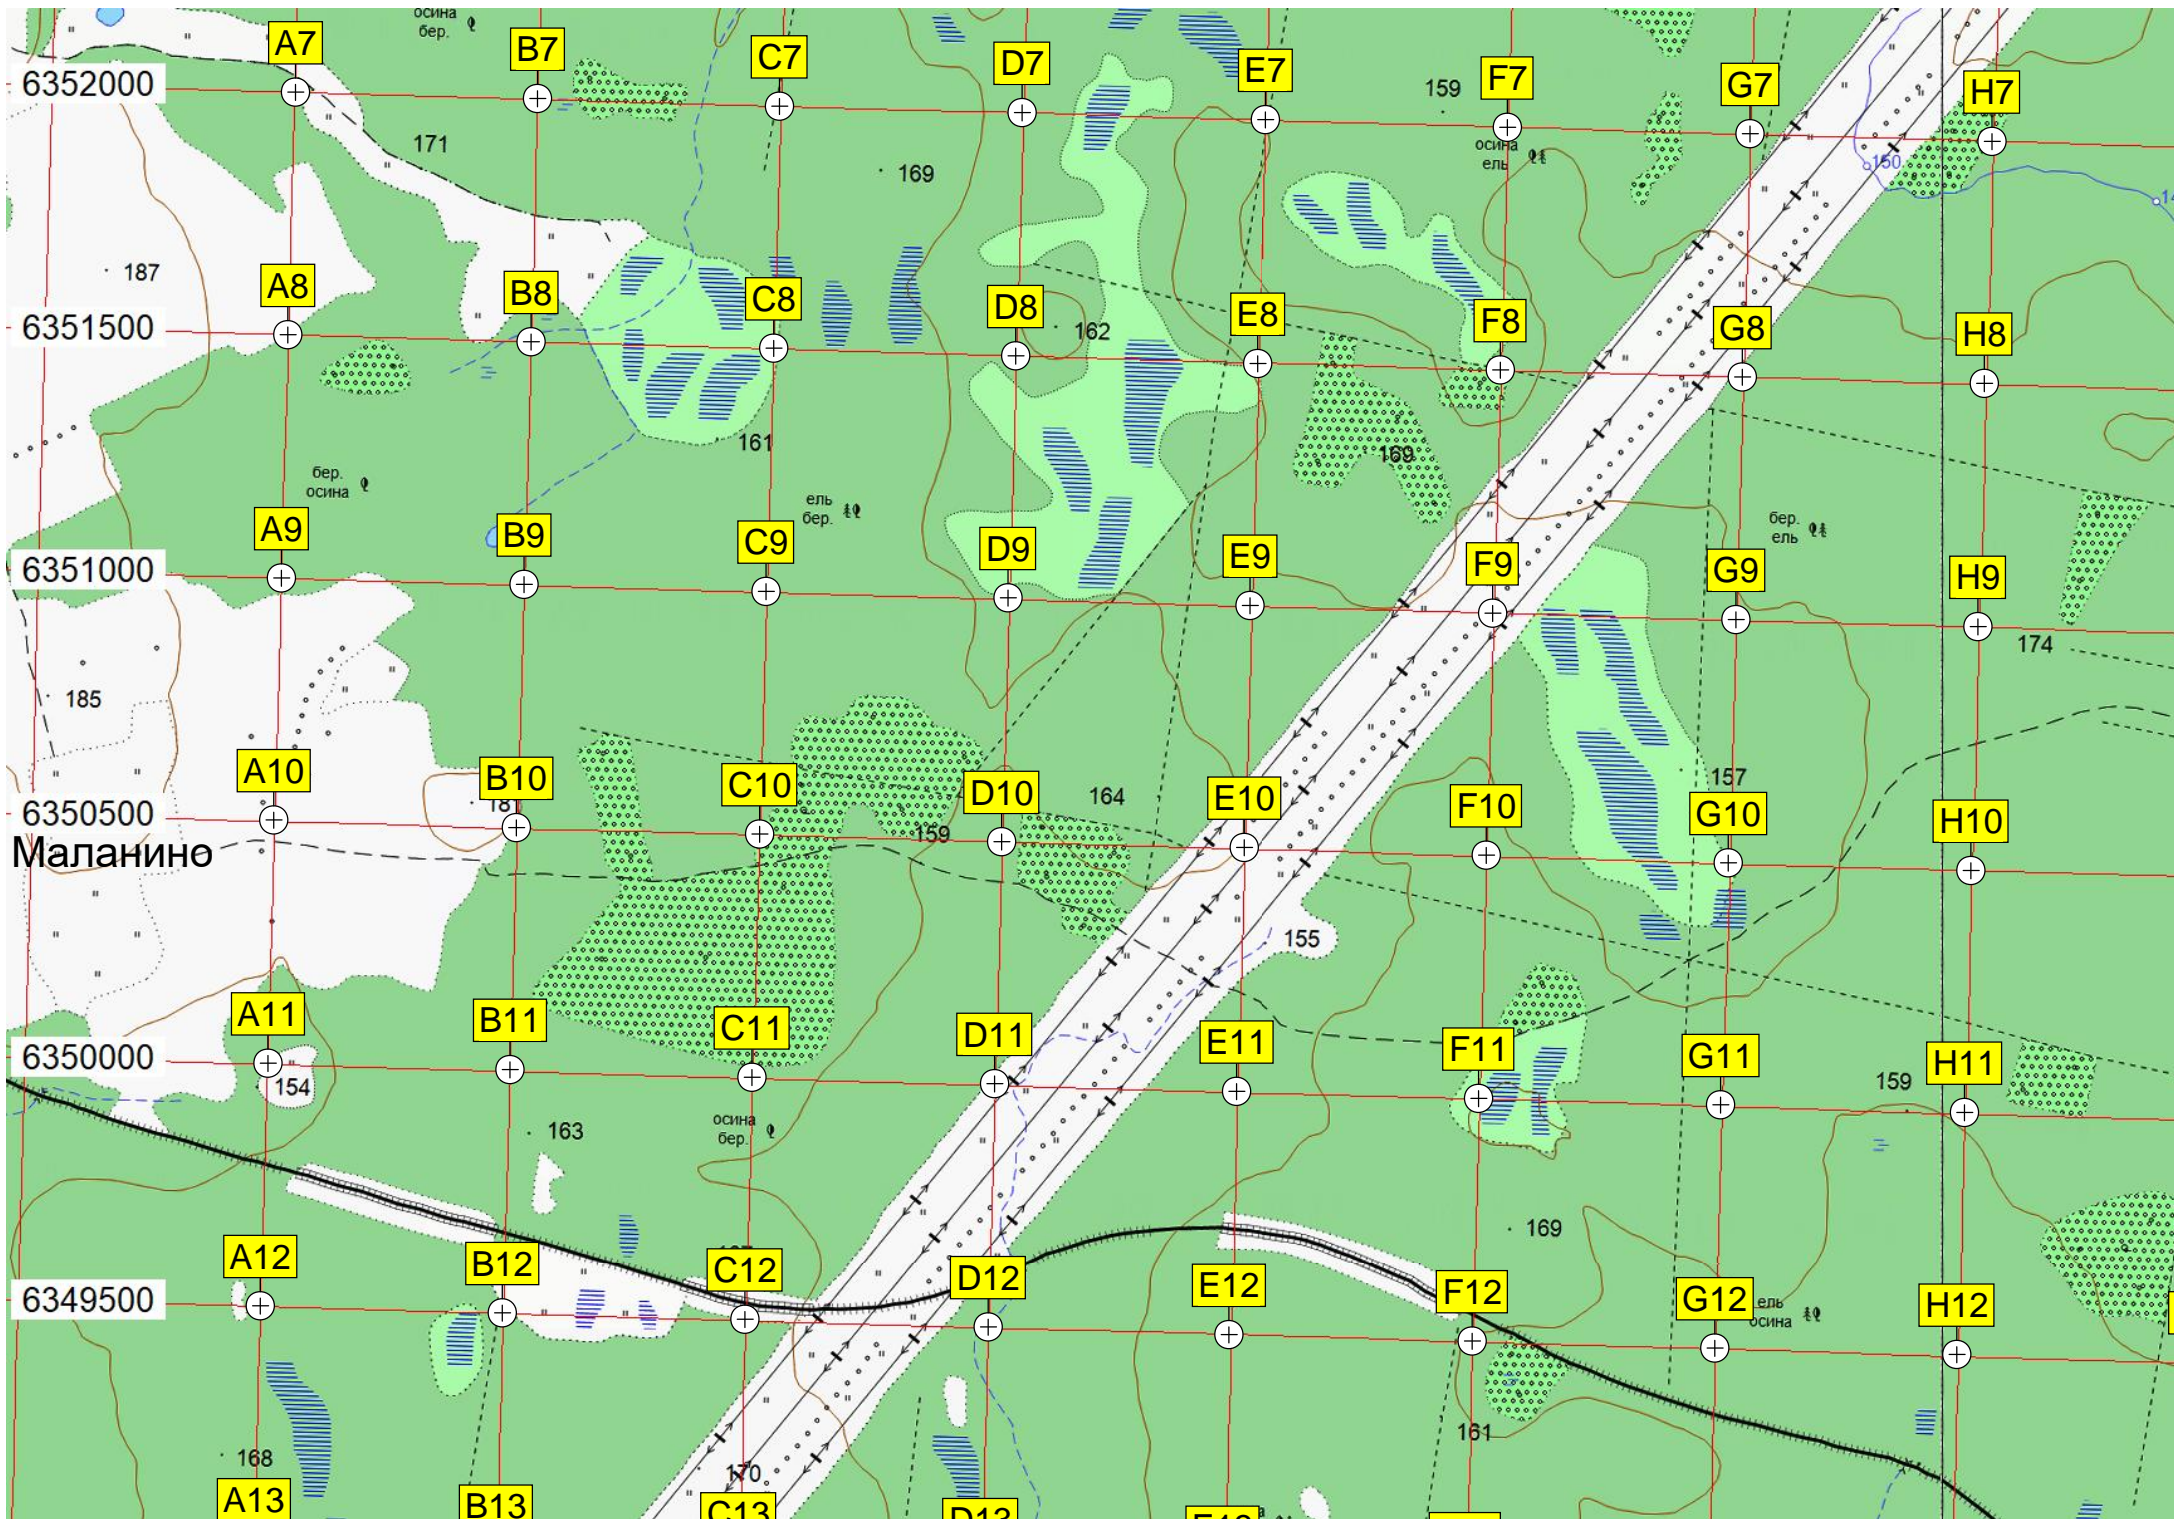 осина
бер.
A7
B7
C7
D7
E7
F7
G7
H7
6352000
159
171
169
осина
ель
150
187
A8
B8
C8
D8
E8
F8
G8
H8
6351500
162
161
169
бер.
осина
ель
бер.
бер.
ель
A9
B9
C9
D9
E9
F9
G9
H9
6351000
174
185
A10
B10
C10
D10
E10
F10
G10
H10
157
164
181
6350500
159
Маланино
155
A11
B11
C11
D11
E11
F11
G11
H11
6350000
154
159
163
осина
бер.
169
A12
B12
C12
D12
E12
F12
G12
H12
6349500
ель
осина
161
168
170
A13
B13
C13
D13
E13